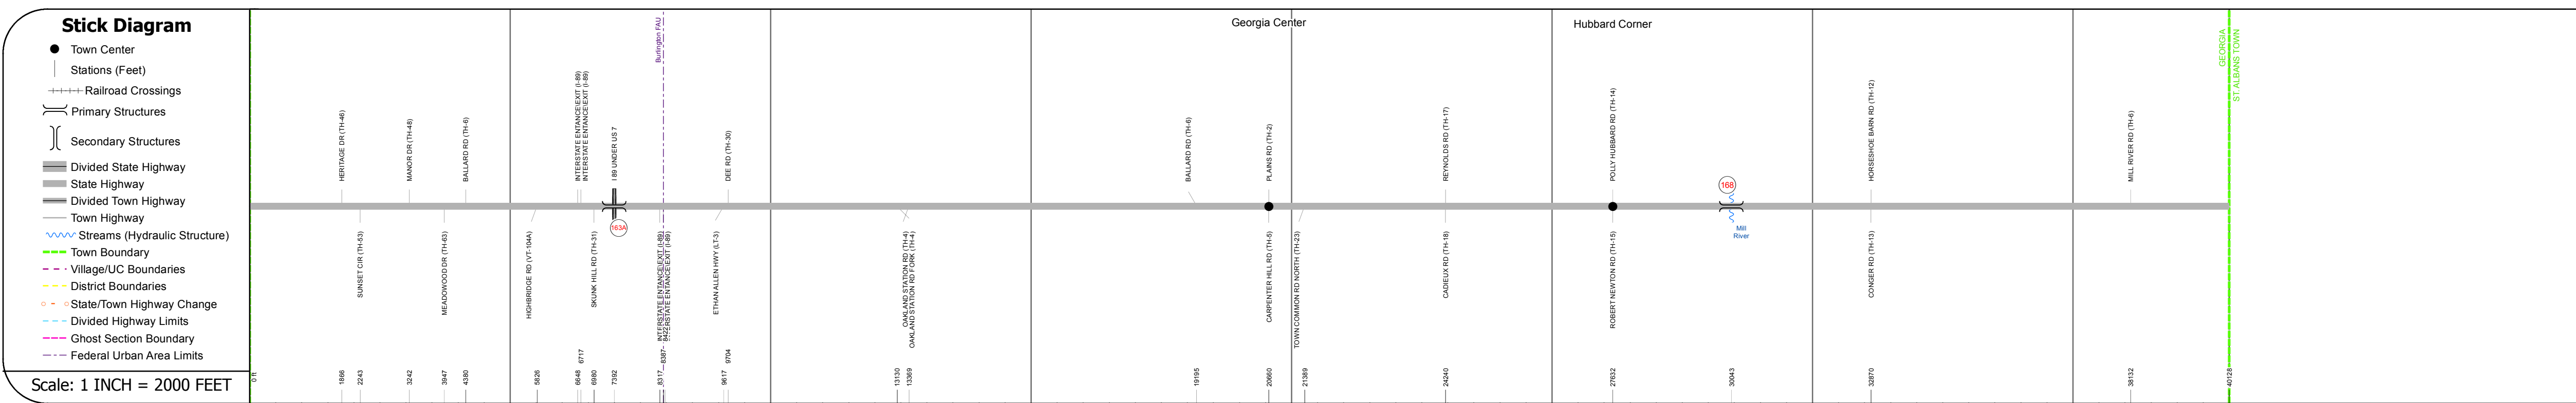 Stick Diagram
Town Center
Stations (Feet)
Railroad Crossings
Primary Structures
Secondary Structures
Divided State Highway
State Highway
Divided Town Highway
Town Highway
Streams (Hydraulic Structure)
Town Boundary
Village/UC Boundaries
District Boundaries
State/Town Highway Change
Divided Highway Limits
Ghost Section Boundary
Federal Urban Area Limits
Scale: 1 INCH = 2000 FEET
Georgia Center
Hubbard Corner
Burlington FAU
GEORGIA
ST. ALBANS TOWN
HERITAGE DR (TH-46)
MANOR DR (TH-48)
BALLARD RD (TH-6)
INTERSTATE ENTANCE\EXIT (I-89)
INTERSTATE ENTANCE\EXIT (I-89)
I 89 UNDER US 7
DEE RD (TH-30)
BALLARD RD (TH-6)
PLAINS RD (TH-2)
REYNOLDS RD (TH-17)
POLLY HUBBARD RD (TH-14)
168
HORSESHOE BARN RD (TH-12)
MILL RIVER RD (TH-6)
163A
Mill
River
SUNSET CIR (TH-53)
MEADOWOOD DR (TH-63)
HIGHBRIDGE RD (VT-104A)
SKUNK HILL RD (TH-31)
INTERSTATE ENTANCE\EXIT (I-89)
INTERSTATE ENTANCE\EXIT (I-89)
ETHAN ALLEN HWY (LT-3)
OAKLAND STATION RD (TH-4)
OAKLAND STATION RD FORK (TH-4)
CARPENTER HILL RD (TH-5)
TOWN COMMON RD NORTH (TH-23)
CADIEUX RD (TH-18)
ROBERT NEWTON RD (TH-15)
CONGER RD (TH-13)
0 ft
1866
2243
3242
3947
4380
5826
6648
6717
6980
7392
8317
8387
8422
9617
9704
13130
13369
19195
20660
21389
24240
27632
30043
32870
38132
40128